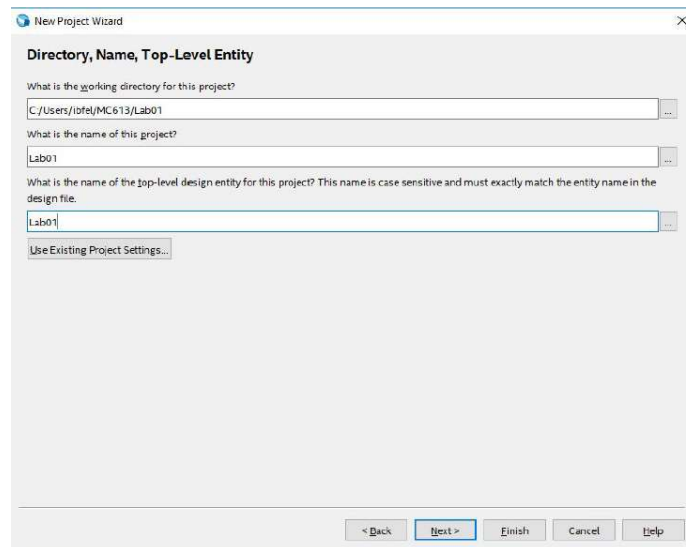 New Project Wizard
Directory, Name, Top-Level Entity
What is the working directory for this project?
C:/Users/ibfel/MC613/Lab01
...
What is the name of this project?
Lab01
...
What is the name of the top-level design entity for this project? This name is case sensitive and must exactly match the entity name in the
design file.
Lab01
...
Use Existing Project Settings...
< Back Next > Finish Cancel Help